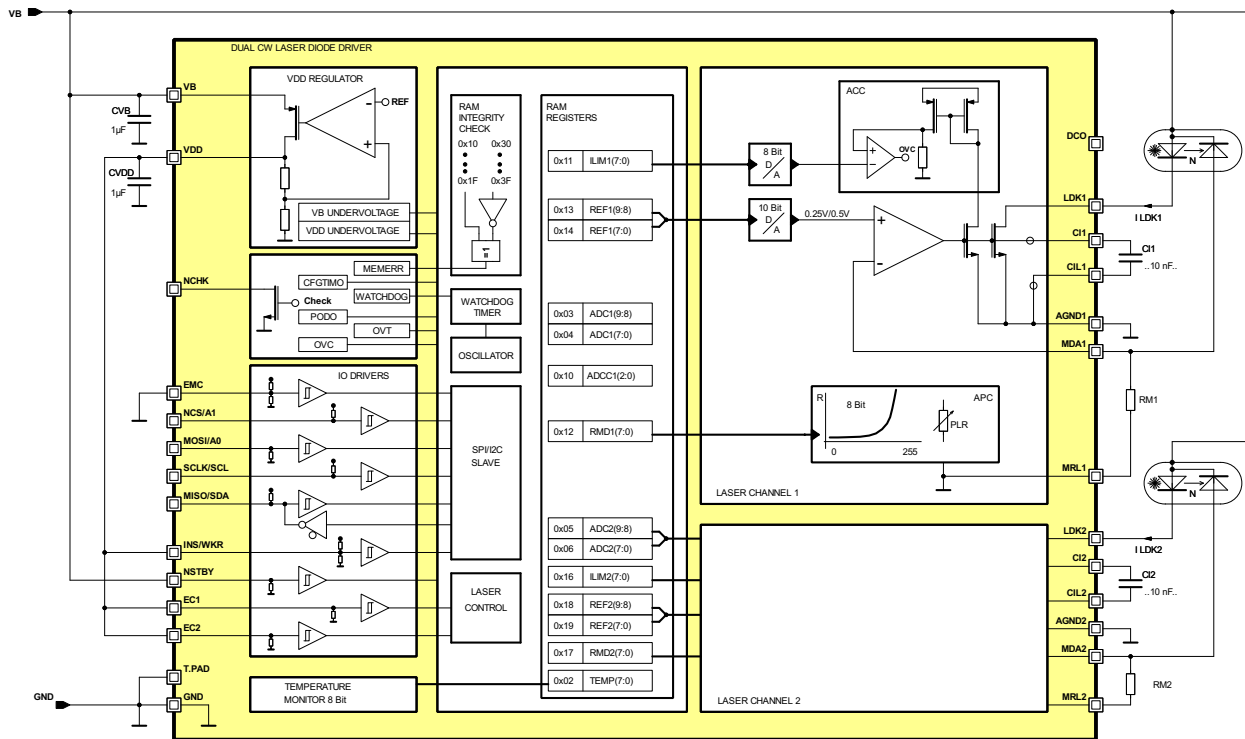 VB
DUAL CW LASER DIODE DRIVER
VB
CVB
1µF
VDD
CVDD
1µF
NCHK
EMC
NCS/A1
MOSI/A0
SCLK/SCL
MISO/SDA
INS/WKR
NSTBY
EC1
EC2
T.PAD
GND
GND
VDD REGULATOR
-
REF
+
VB UNDERVOLTAGE
VDD UNDERVOLTAGE
MEMERR
CFGTIMO
Check
WATCHDOG
PODO
OVT
OVC
IO DRIVERS
TEMPERATURE
MONITOR 8 Bit
RAM
INTEGRITY
CHECK
0x10 0x30
0x1F 0x3F
=1
WATCHDOG
TIMER
OSCILLATOR
SPI/I2C
SLAVE
LASER
CONTROL
RAM
REGISTERS
0x11 ILIM1(7:0)
0x13 REF1(9:8)
0x14 REF1(7:0)
0x03 ADC1(9:8)
0x04 ADC1(7:0)
0x10 ADCC1(2:0)
0x12 RMD1(7:0)
0x05 ADC2(9:8)
0x06 ADC2(7:0)
0x16 ILIM2(7:0)
0x18 REF2(9:8)
0x19 REF2(7:0)
0x17 RMD2(7:0)
0x02 TEMP(7:0)
8 Bit
D/A
10 Bit
D/A
0.25V/0.5V
ACC
+
-
OVC
+
-
R
8 Bit
APC
PLR
0 255
LASER CHANNEL 1
LASER CHANNEL 2
DCO
LDK1
CI1
CIL1
AGND1
MDA1
MRL1
LDK2
CI2
CIL2
AGND2
MDA2
MRL2
N
I LDK1
CI1
..10 nF..
RM1
N
I LDK2
CI2
..10 nF..
RM2